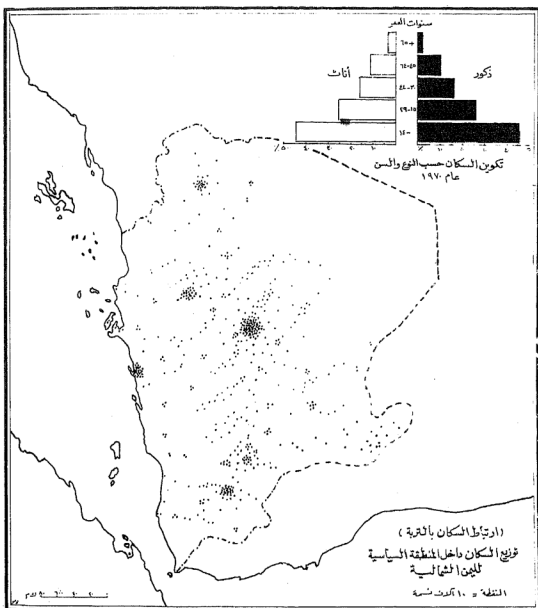 سنوات العمر
+٦٥
٤٥-٦٤
٣٠-٤٤
١٥-٢٩
-١٤
أناث
ذكور
تكوين السكان حسب النوع والسن
عام ١٩٧٠
(ارتباط السكان بالتربة)
توزيع السكان داخل المنطقة السياسية
لليمن الشمالية
النقطة = ١٠ آلاف نسمة